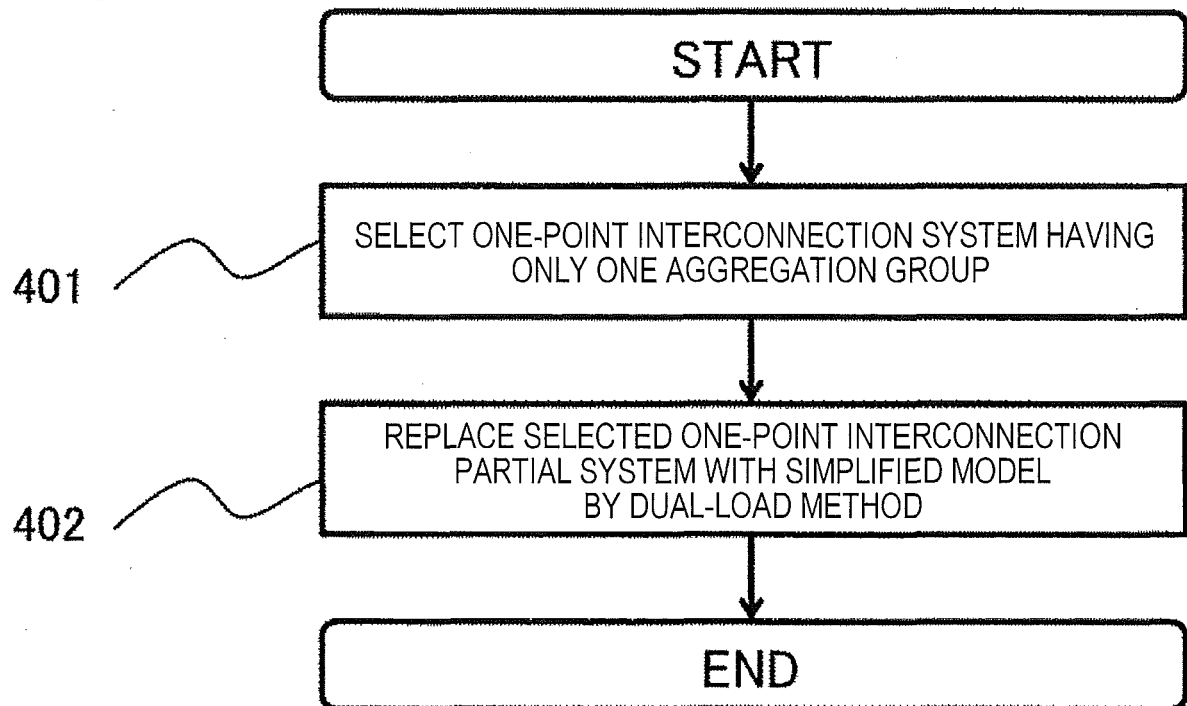 START
SELECT ONE-POINT INTERCONNECTION SYSTEM HAVING
ONLY ONE AGGREGATION GROUP
401
REPLACE SELECTED ONE-POINT INTERCONNECTION
PARTIAL SYSTEM WITH SIMPLIFIED MODEL
BY DUAL-LOAD METHOD
402
END